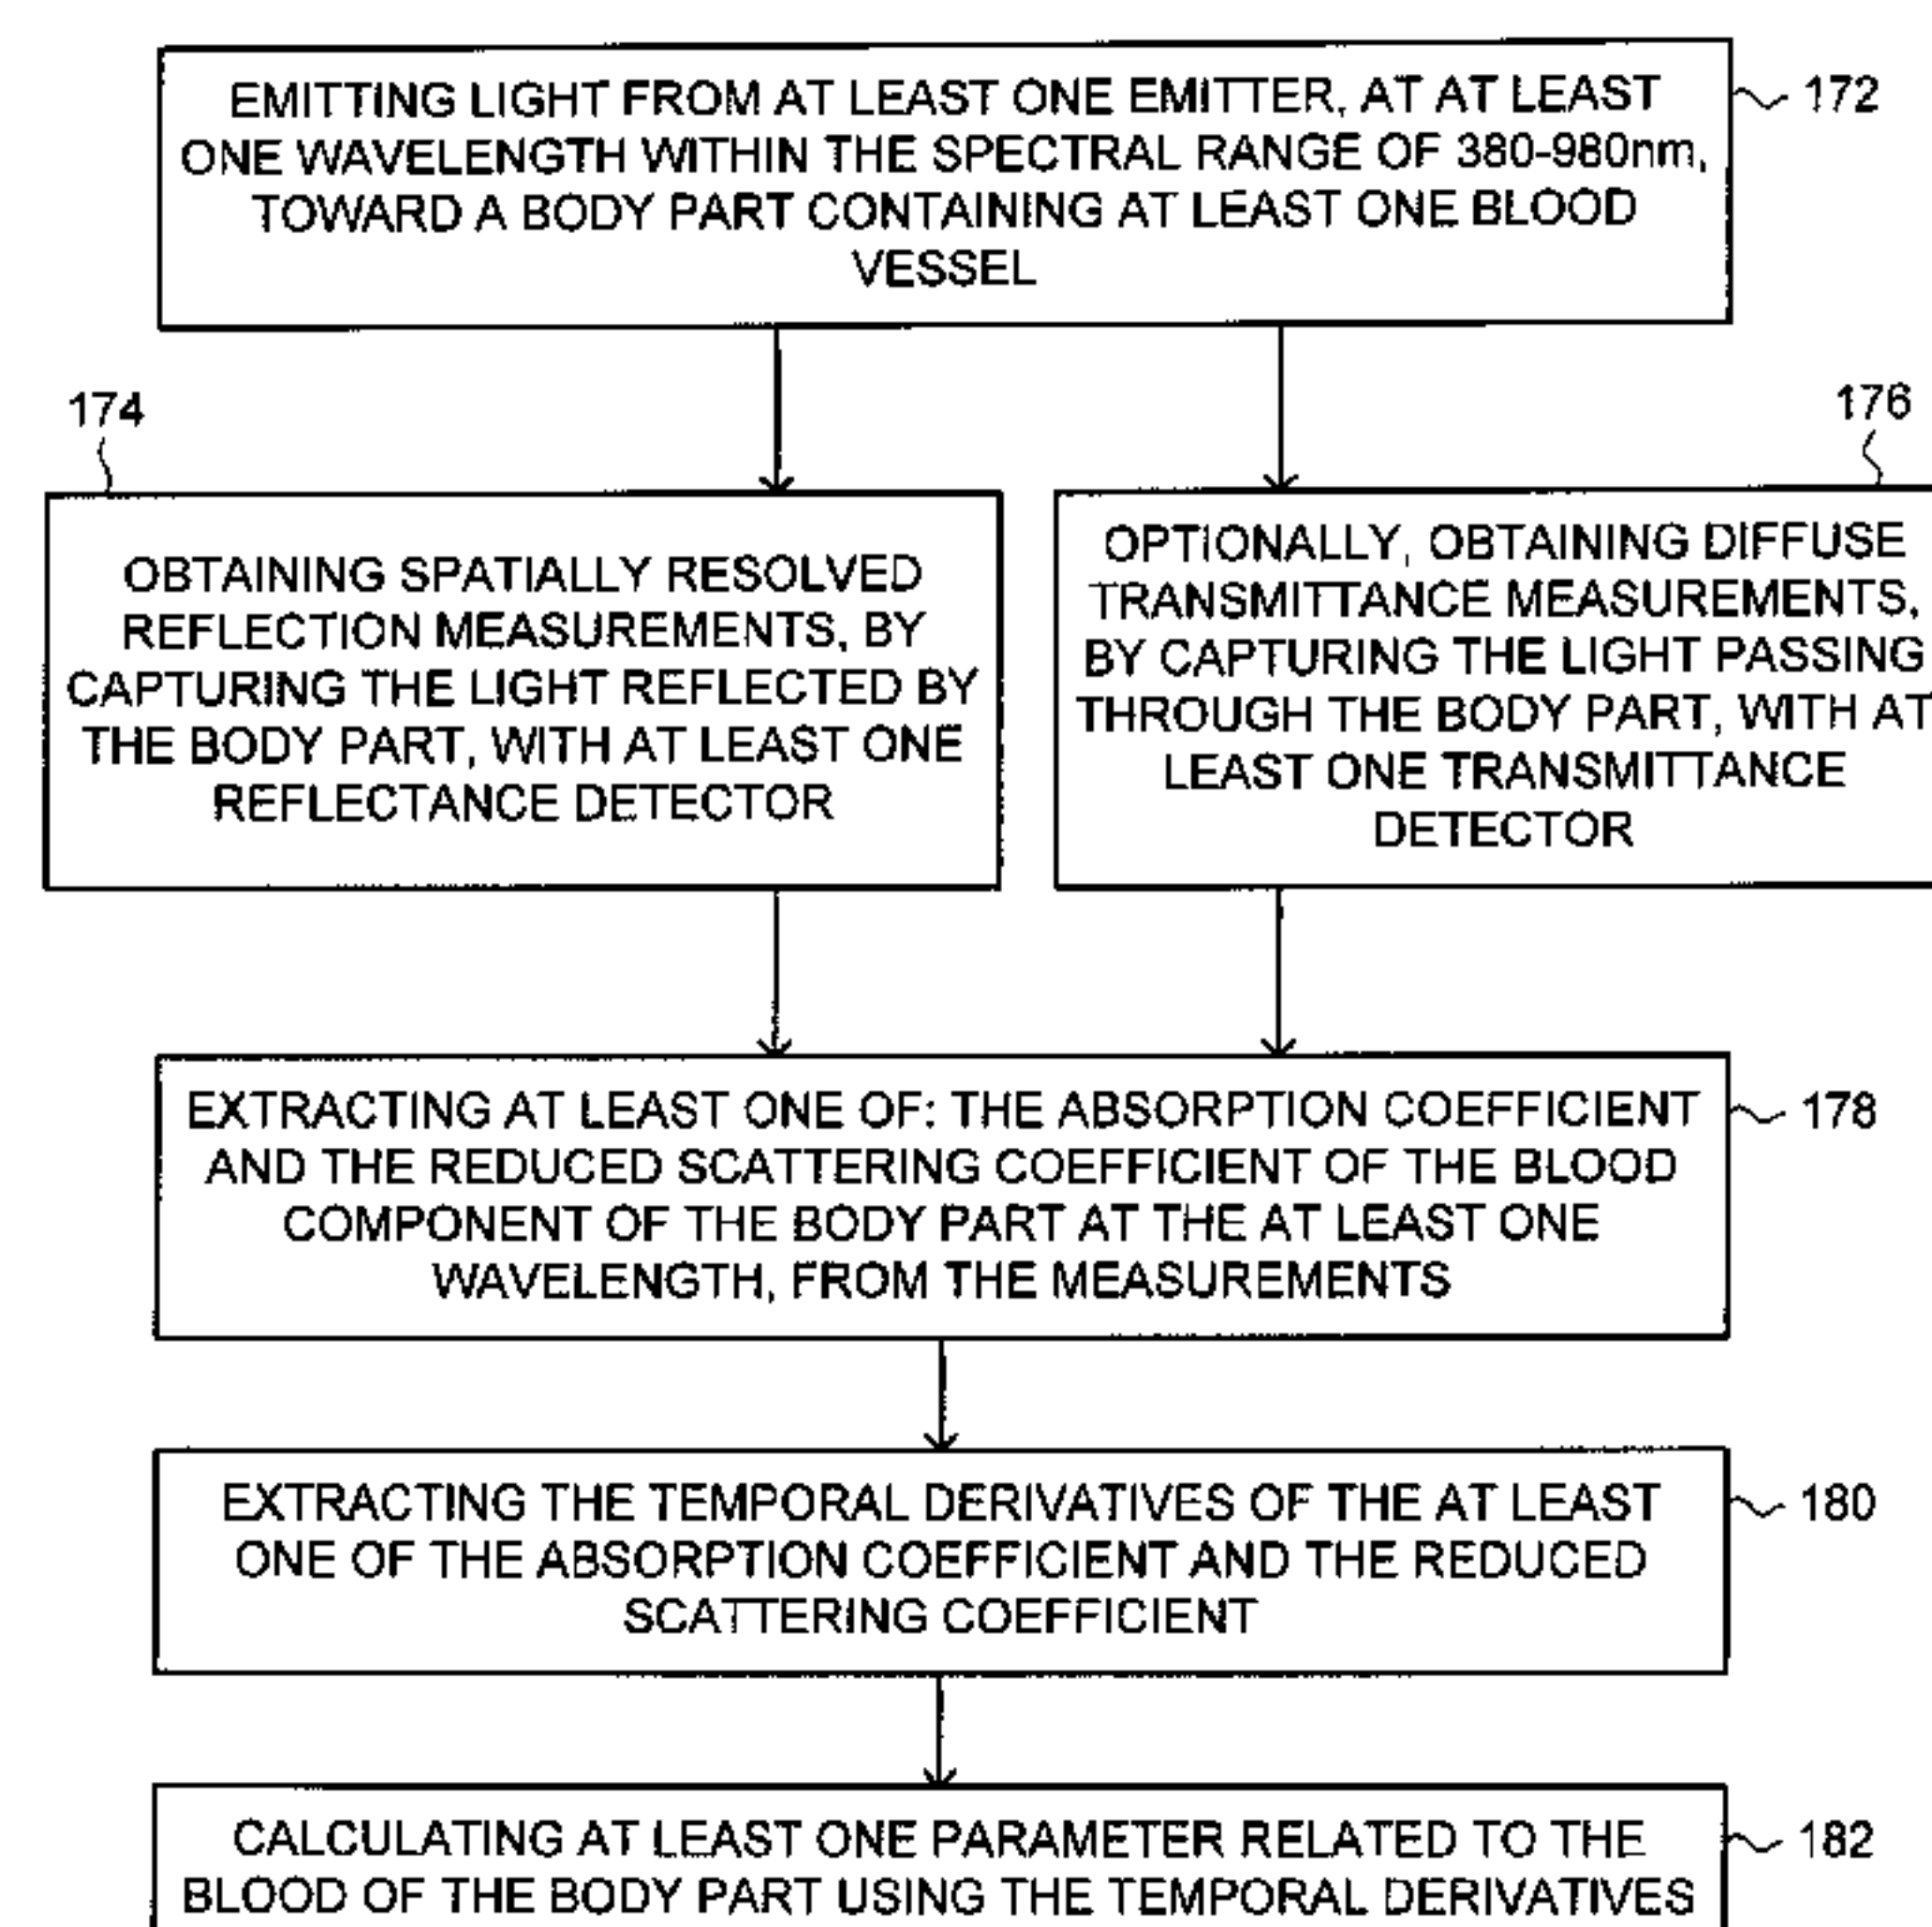 EMITTING LIGHT FROM AT LEAST ONE EMITTER, AT AT LEAST
ONE WAVELENGTH WITHIN THE SPECTRAL RANGE OF 380-980nm,
TOWARD A BODY PART CONTAINING AT LEAST ONE BLOOD
VESSEL
172
174
OBTAINING SPATIALLY RESOLVED
REFLECTION MEASUREMENTS, BY
CAPTURING THE LIGHT REFLECTED BY
THE BODY PART, WITH AT LEAST ONE
REFLECTANCE DETECTOR
176
OPTIONALLY, OBTAINING DIFFUSE
TRANSMITTANCE MEASUREMENTS,
BY CAPTURING THE LIGHT PASSING
THROUGH THE BODY PART, WITH AT
LEAST ONE TRANSMITTANCE
DETECTOR
EXTRACTING AT LEAST ONE OF: THE ABSORPTION COEFFICIENT
AND THE REDUCED SCATTERING COEFFICIENT OF THE BLOOD
COMPONENT OF THE BODY PART AT THE AT LEAST ONE
WAVELENGTH, FROM THE MEASUREMENTS
178
EXTRACTING THE TEMPORAL DERIVATIVES OF THE AT LEAST
ONE OF THE ABSORPTION COEFFICIENT AND THE REDUCED
SCATTERING COEFFICIENT
180
CALCULATING AT LEAST ONE PARAMETER RELATED TO THE
BLOOD OF THE BODY PART USING THE TEMPORAL DERIVATIVES
182